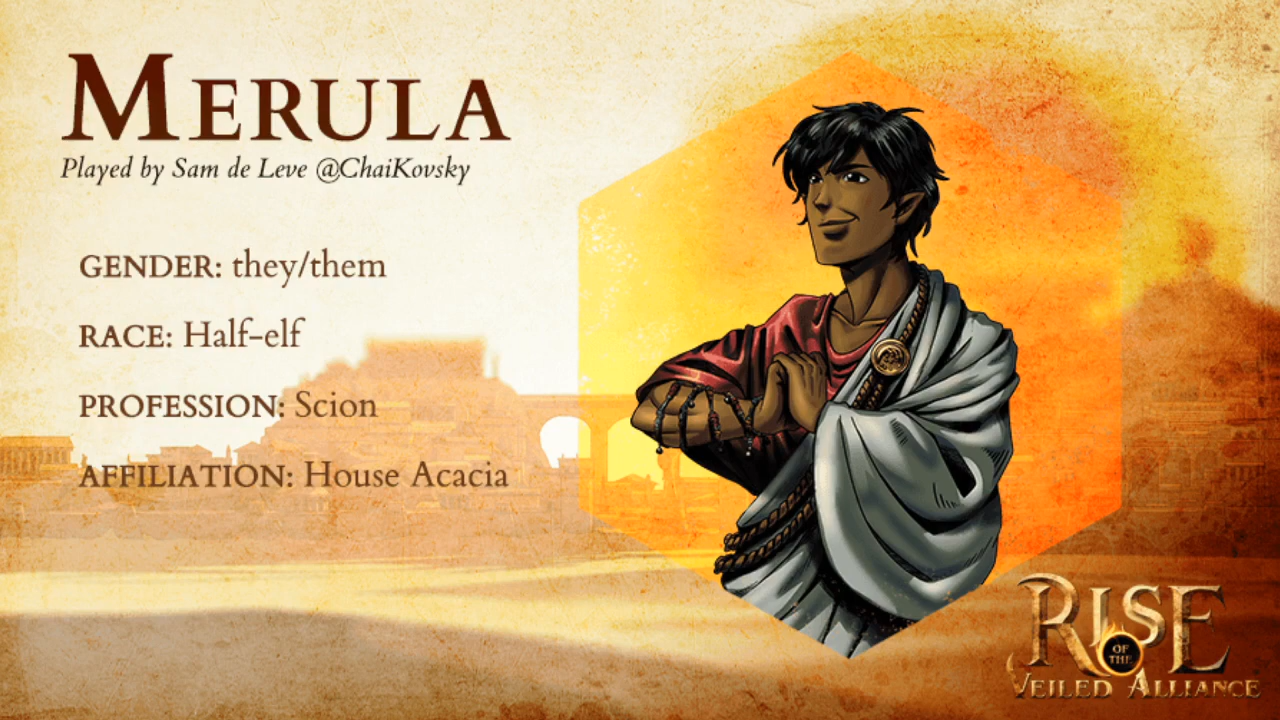 MERULA
Played by Sam de Leve @ChaiKovsky
GENDER: they/them
RACE: Half-elf
PROFESSION: Scion
AFFILIATION: House Acacia
RISE
OF
THE
VEILED ALLIANCE